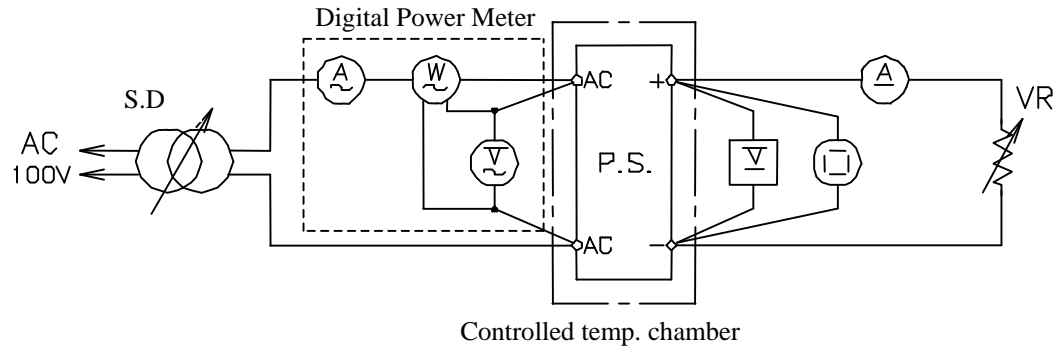 Digital Power Meter
S.D
AC
100V
A
W
V
AC
AC
P.S.
+
−
V
A
VR
Controlled temp. chamber